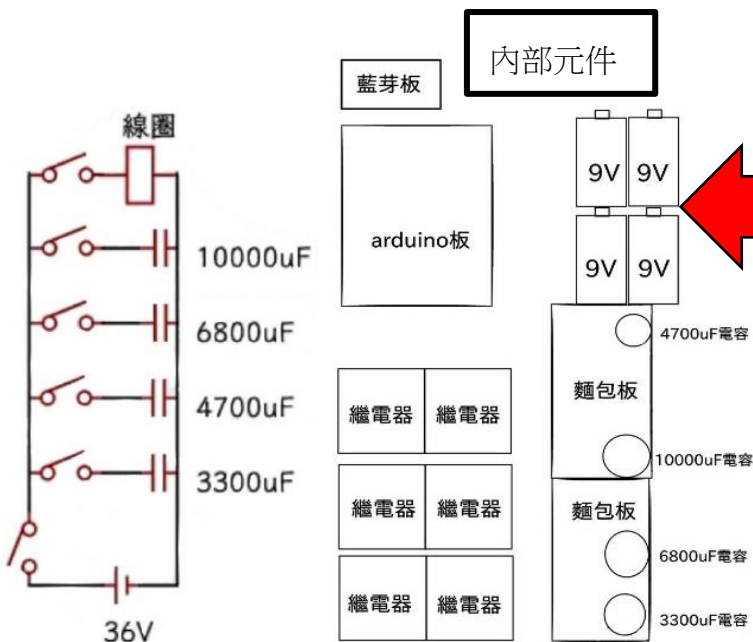 內部元件
藍芽板
線圈
10000uF
6800uF
4700uF
3300uF
36V
arduino板
9V 9V
9V 9V
繼電器 繼電器
繼電器 繼電器
繼電器 繼電器
麵包板
4700uF電容
10000uF電容
麵包板
6800uF電容
3300uF電容